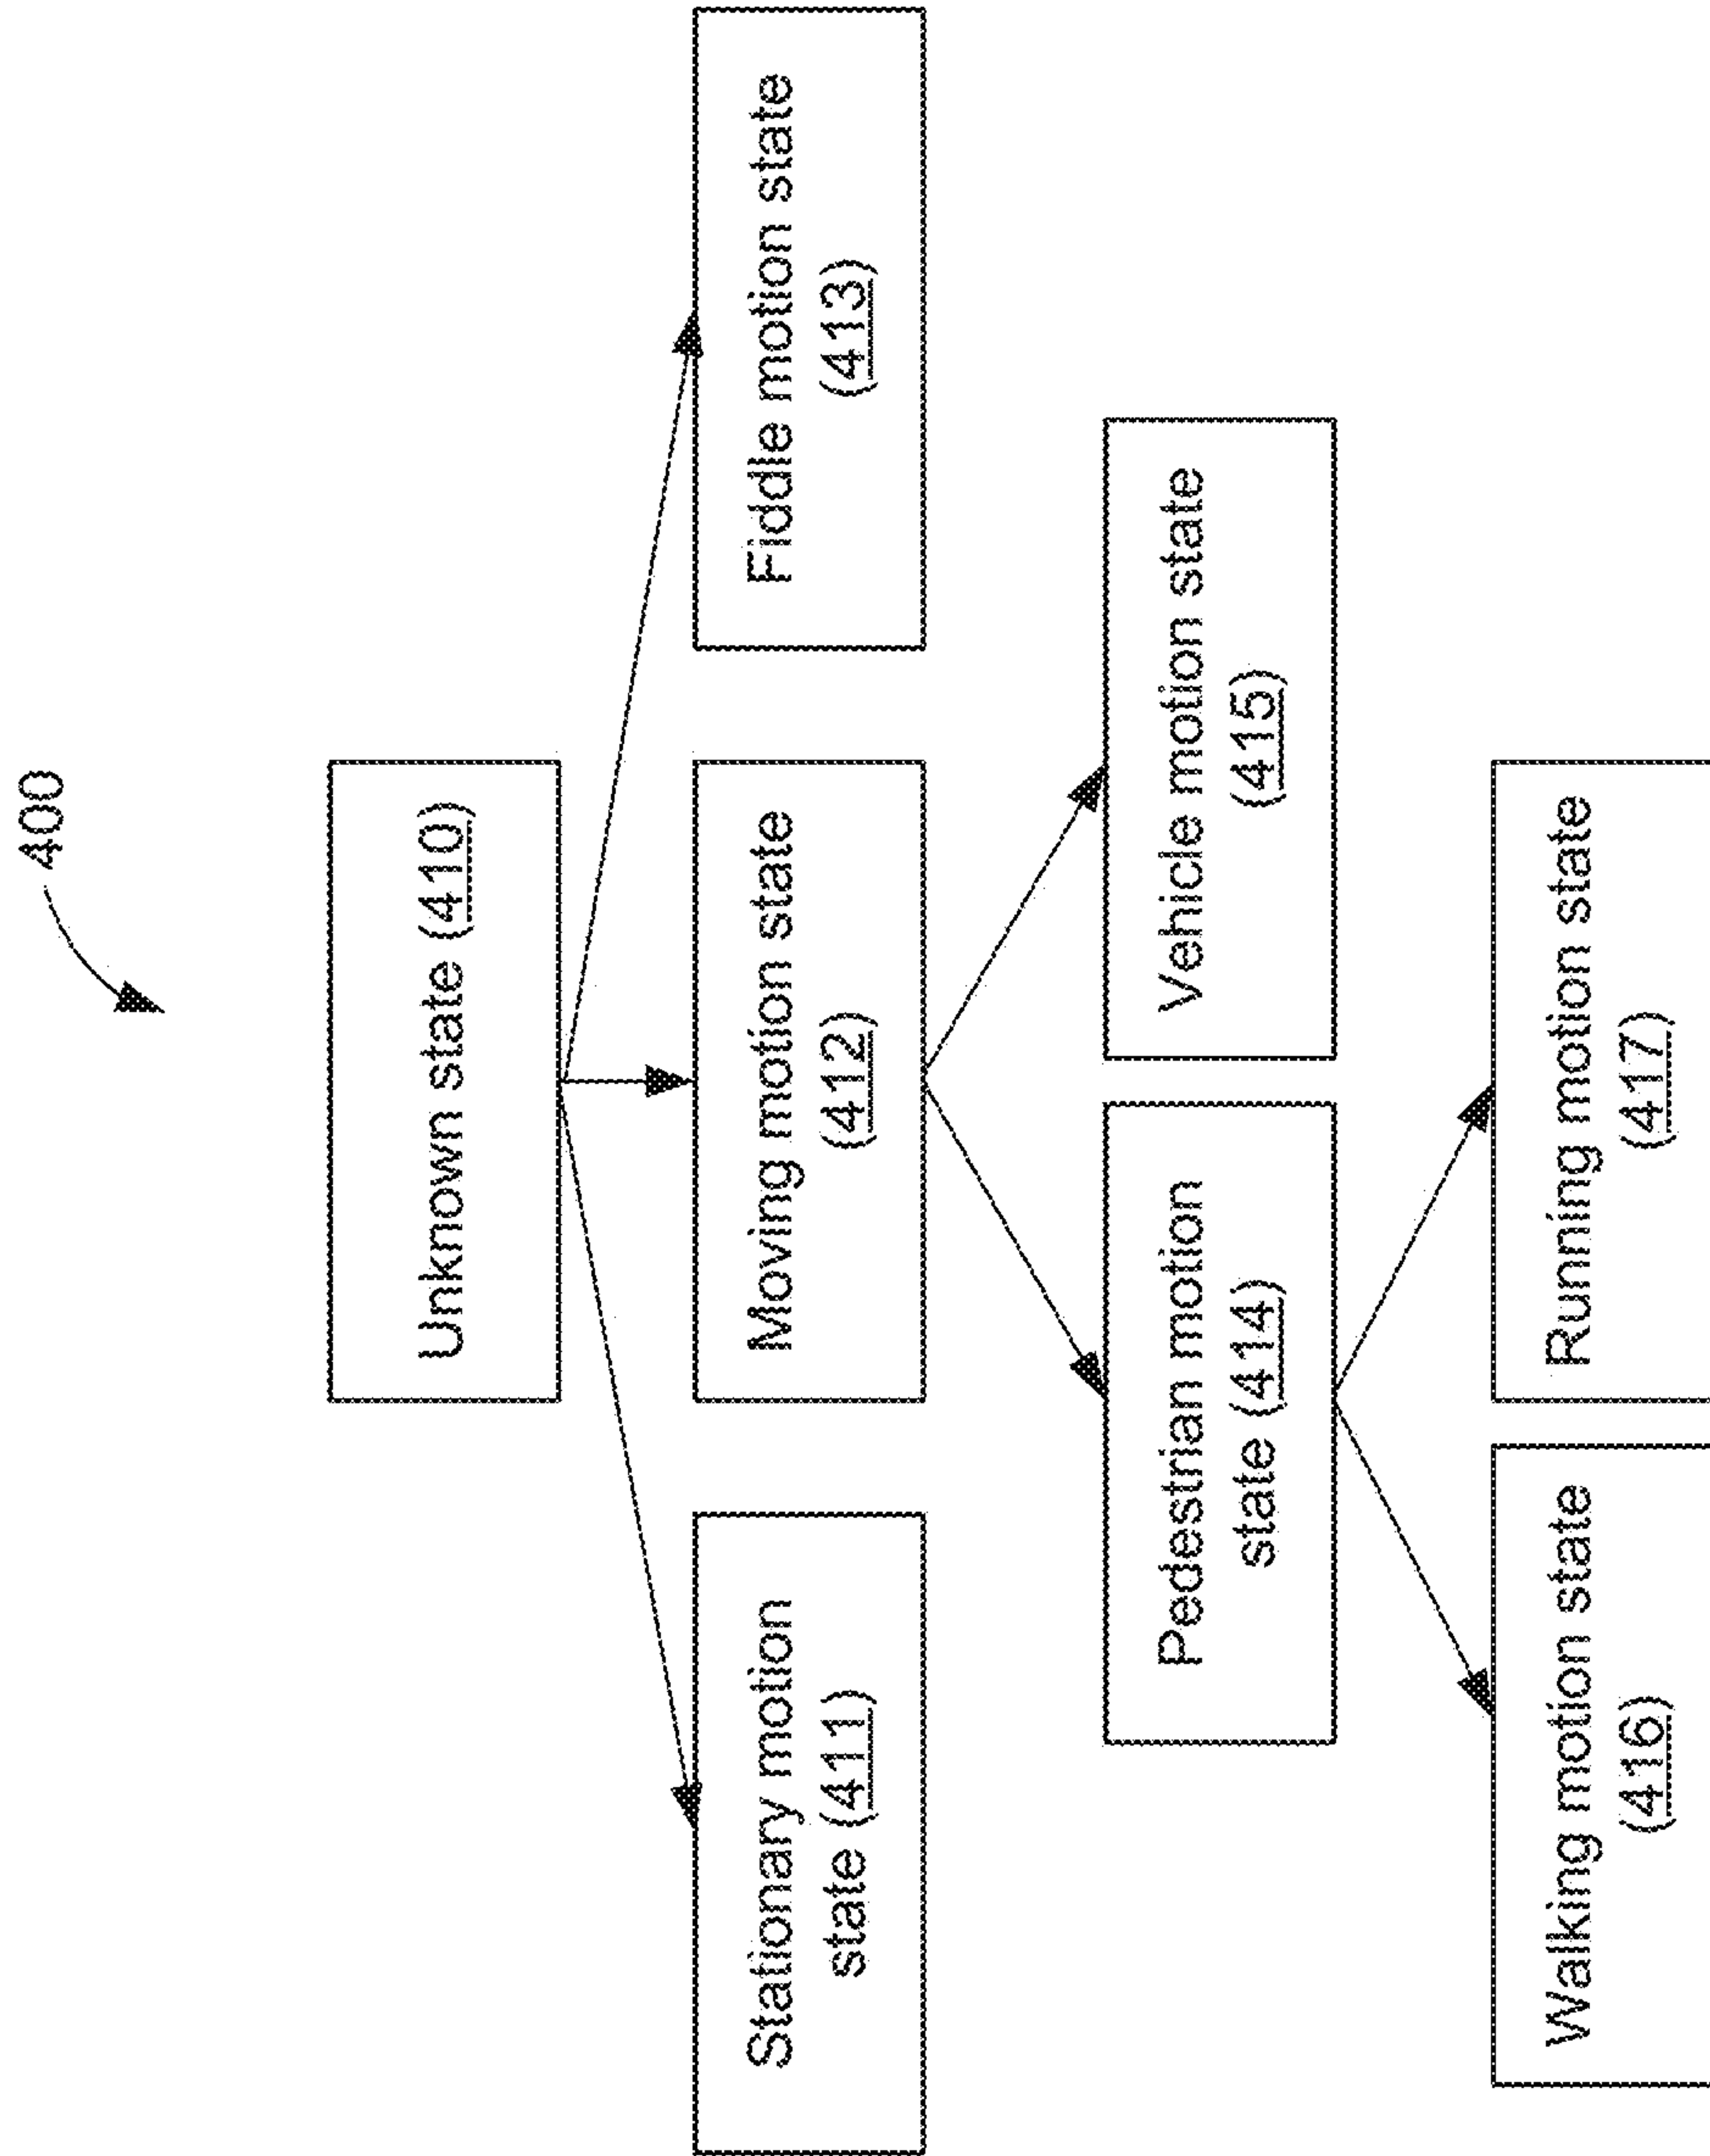 400
Unknown state (410)
Stationary motion
state (411)
Moving motion state
(412)
Fiddle motion state
(413)
Pedestrian motion
state (414)
Vehicle motion state
(415)
Walking motion state
(416)
Running motion state
(417)